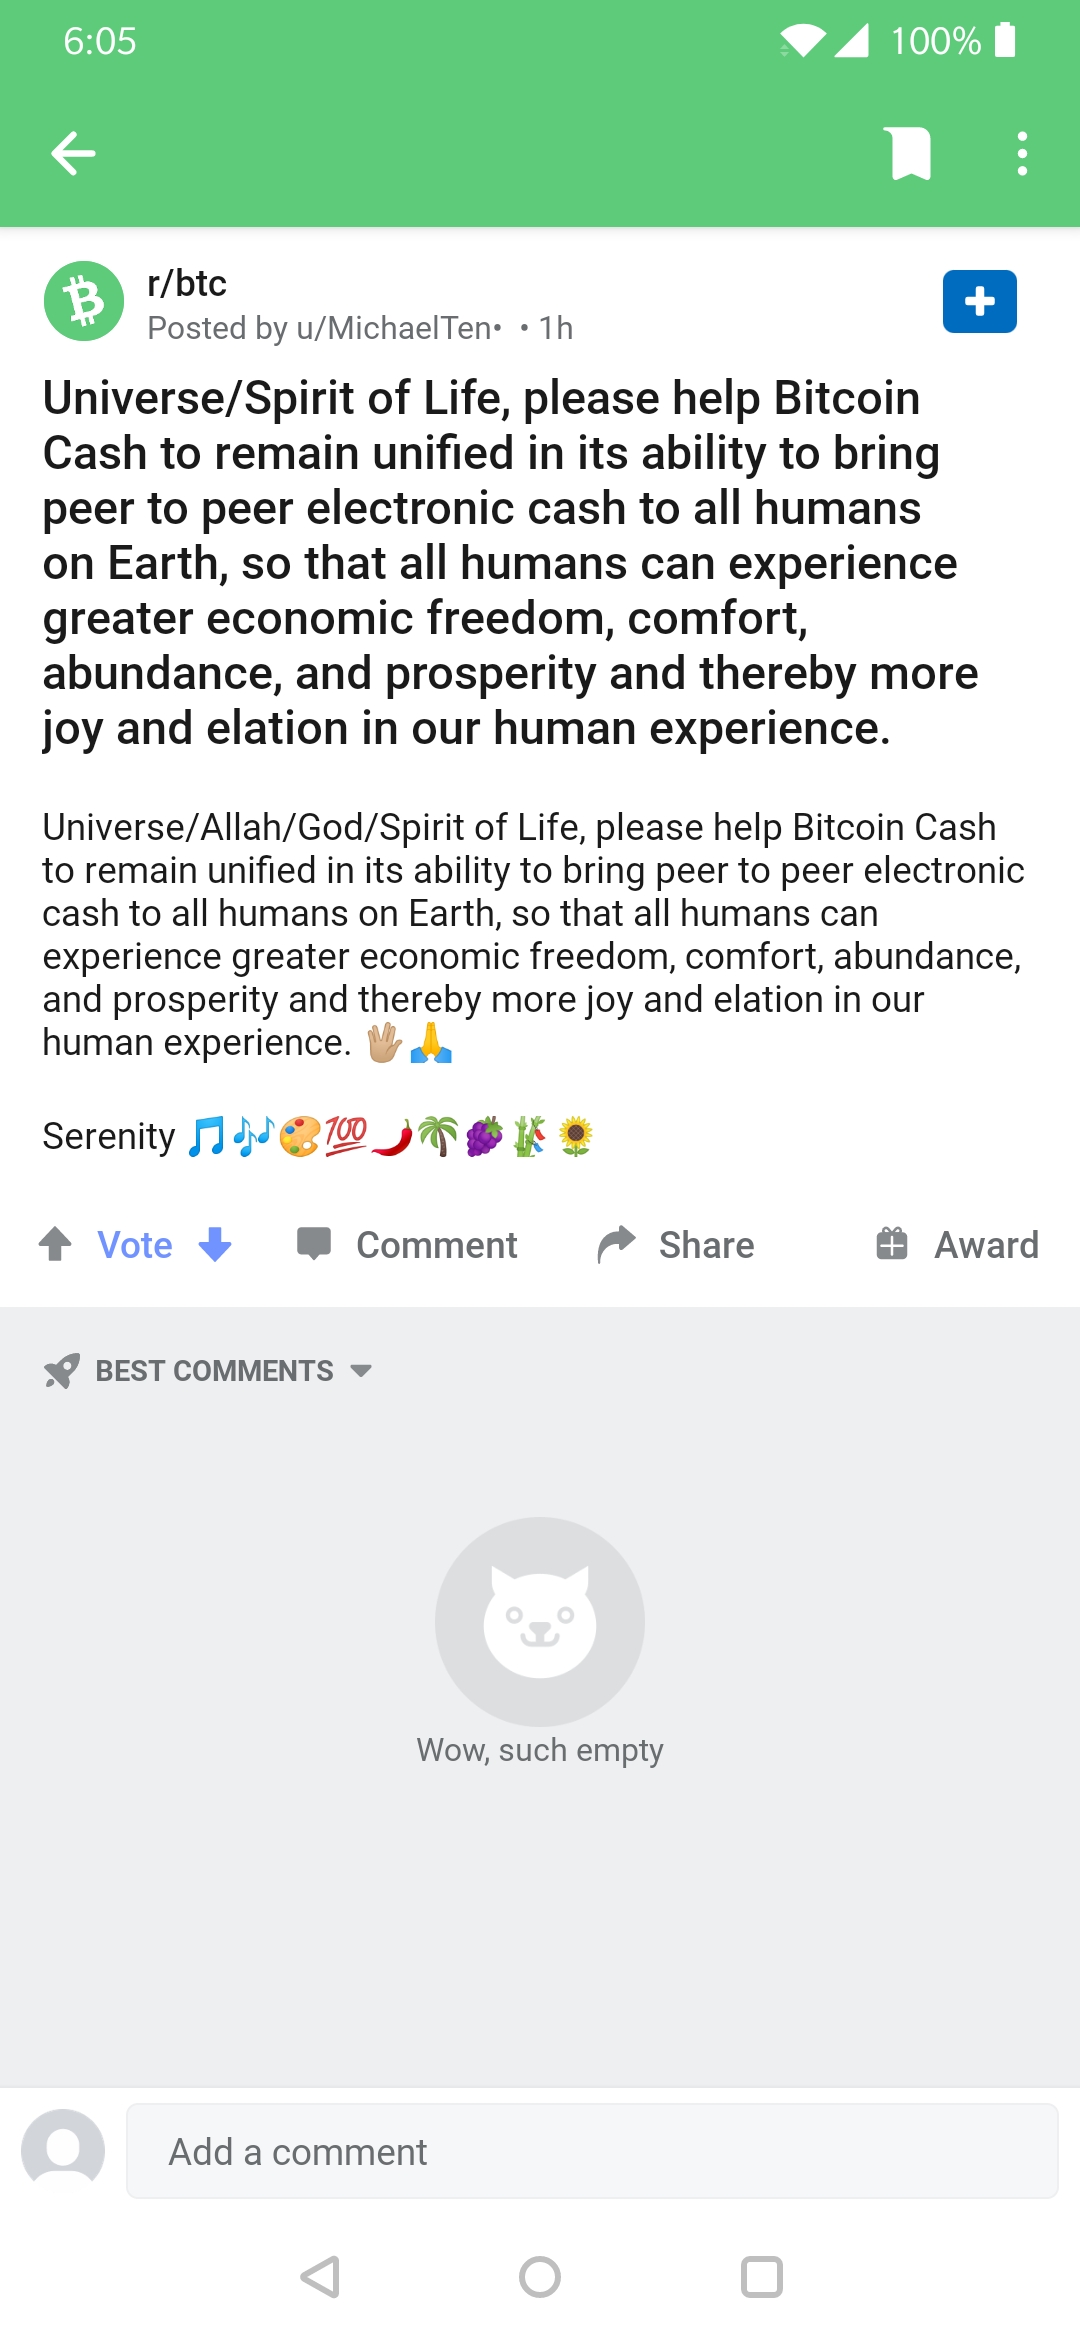 6:05
100%
r/btc
Posted by u/MichaelTen• • 1h
Universe/Spirit of Life, please help Bitcoin
Cash to remain unified in its ability to bring
peer to peer electronic cash to all humans
on Earth, so that all humans can experience
greater economic freedom, comfort,
abundance, and prosperity and thereby more
joy and elation in our human experience.
Universe/Allah/God/Spirit of Life, please help Bitcoin Cash
to remain unified in its ability to bring peer to peer electronic
cash to all humans on Earth, so that all humans can
experience greater economic freedom, comfort, abundance,
and prosperity and thereby more joy and elation in our
human experience. 🖖🏼🙏
Serenity 🎵🎶🎨💯🌶️🌴🍇🎋🌻
Vote
Comment
Share
Award
BEST COMMENTS
Wow, such empty
Add a comment